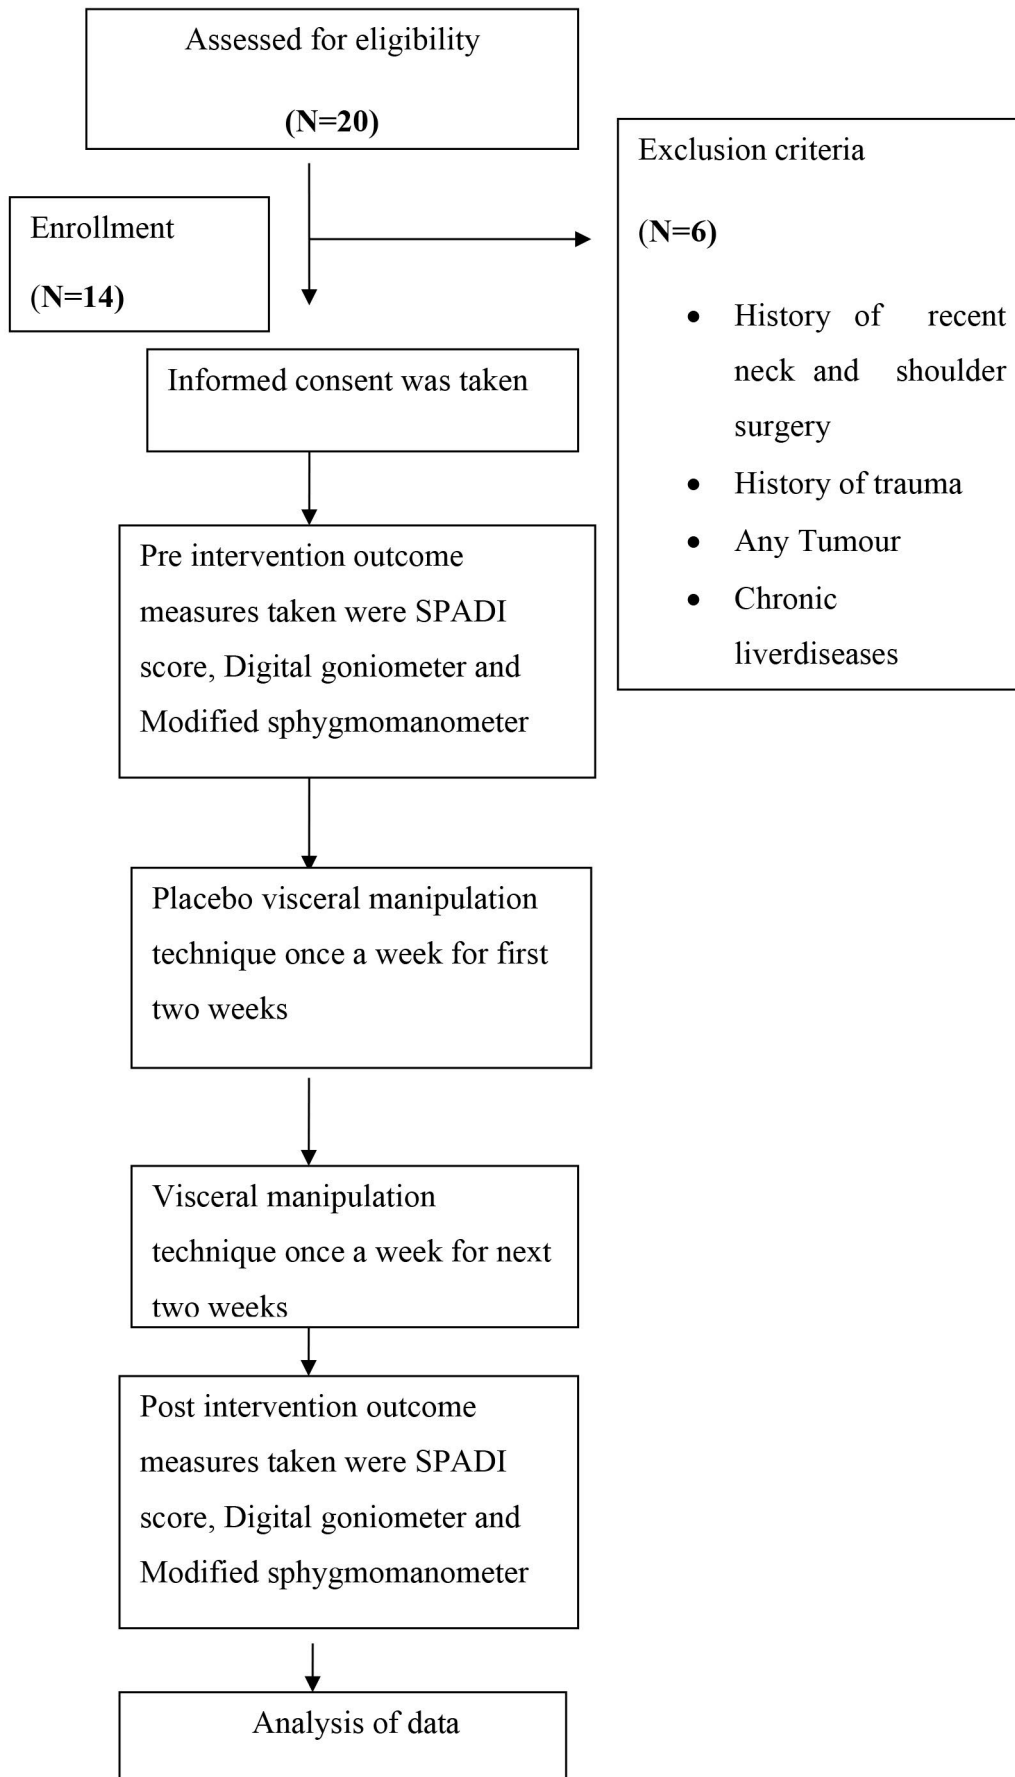 Assessed for eligibility
(N=20)
Exclusion criteria
(N=6)
• History of recent
neck and shoulder
surgery
• History of trauma
• Any Tumour
• Chronic
liverdiseases
Enrollment
(N=14)
Informed consent was taken
Pre intervention outcome
measures taken were SPADI
score, Digital goniometer and
Modified sphygmomanometer
Placebo visceral manipulation
technique once a week for first
two weeks
Visceral manipulation
technique once a week for next
two weeks
Post intervention outcome
measures taken were SPADI
score, Digital goniometer and
Modified sphygmomanometer
Analysis of data